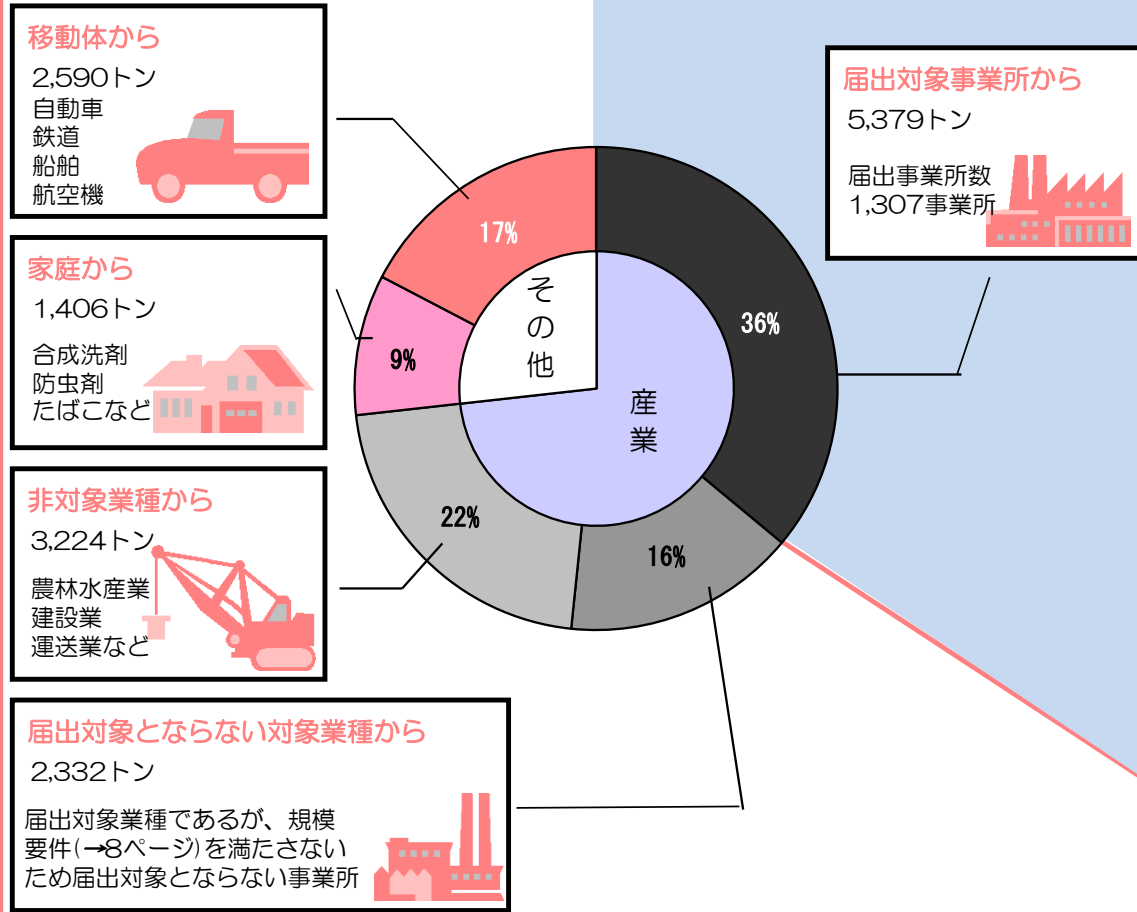 移動体から
2,590トン
自動車
鉄道
船舶
航空機
家庭から
1,406トン
合成洗剤
防虫剤
たばこなど
非対象業種から
3,224トン
農林水産業
建設業
運送業など
届出対象とならない対象業種から
2,332トン
届出対象業種であるが、規模
要件(→8ページ)を満たさない
ため届出対象とならない事業所
届出対象事業所から
5,379トン
届出事業所数
1,307事業所
17%
9%
22%
16%
36%
その他
産業